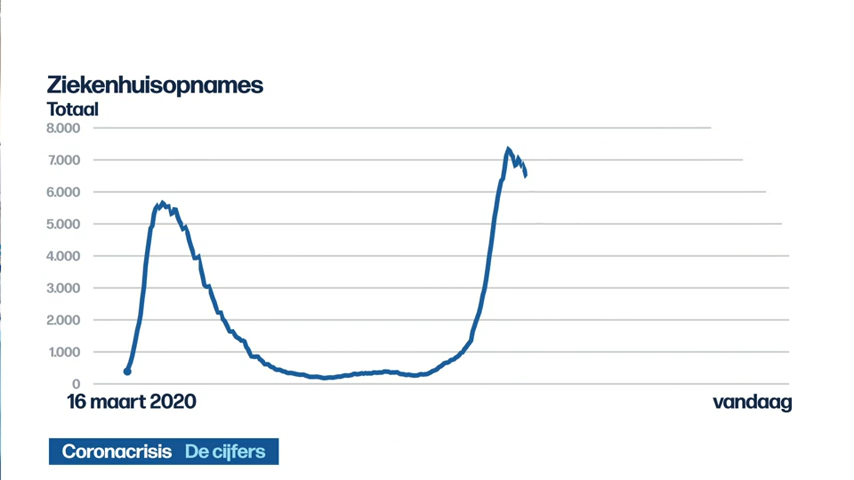 Ziekenhuisopnames
Totaal
8.000
7.000
6.000
5.000
4.000
3.000
2.000
1.000
0
16 maart 2020 vandaag
Coronacrisis De cijfers